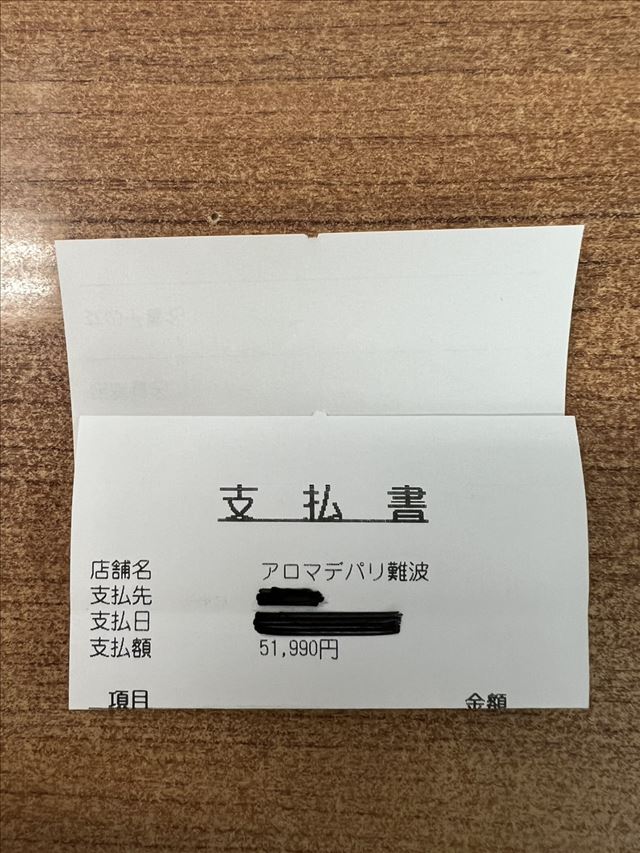 支払書
店舗名 アロマデパリ難波
支払先
支払日
支払額 51,990円
項目 金額